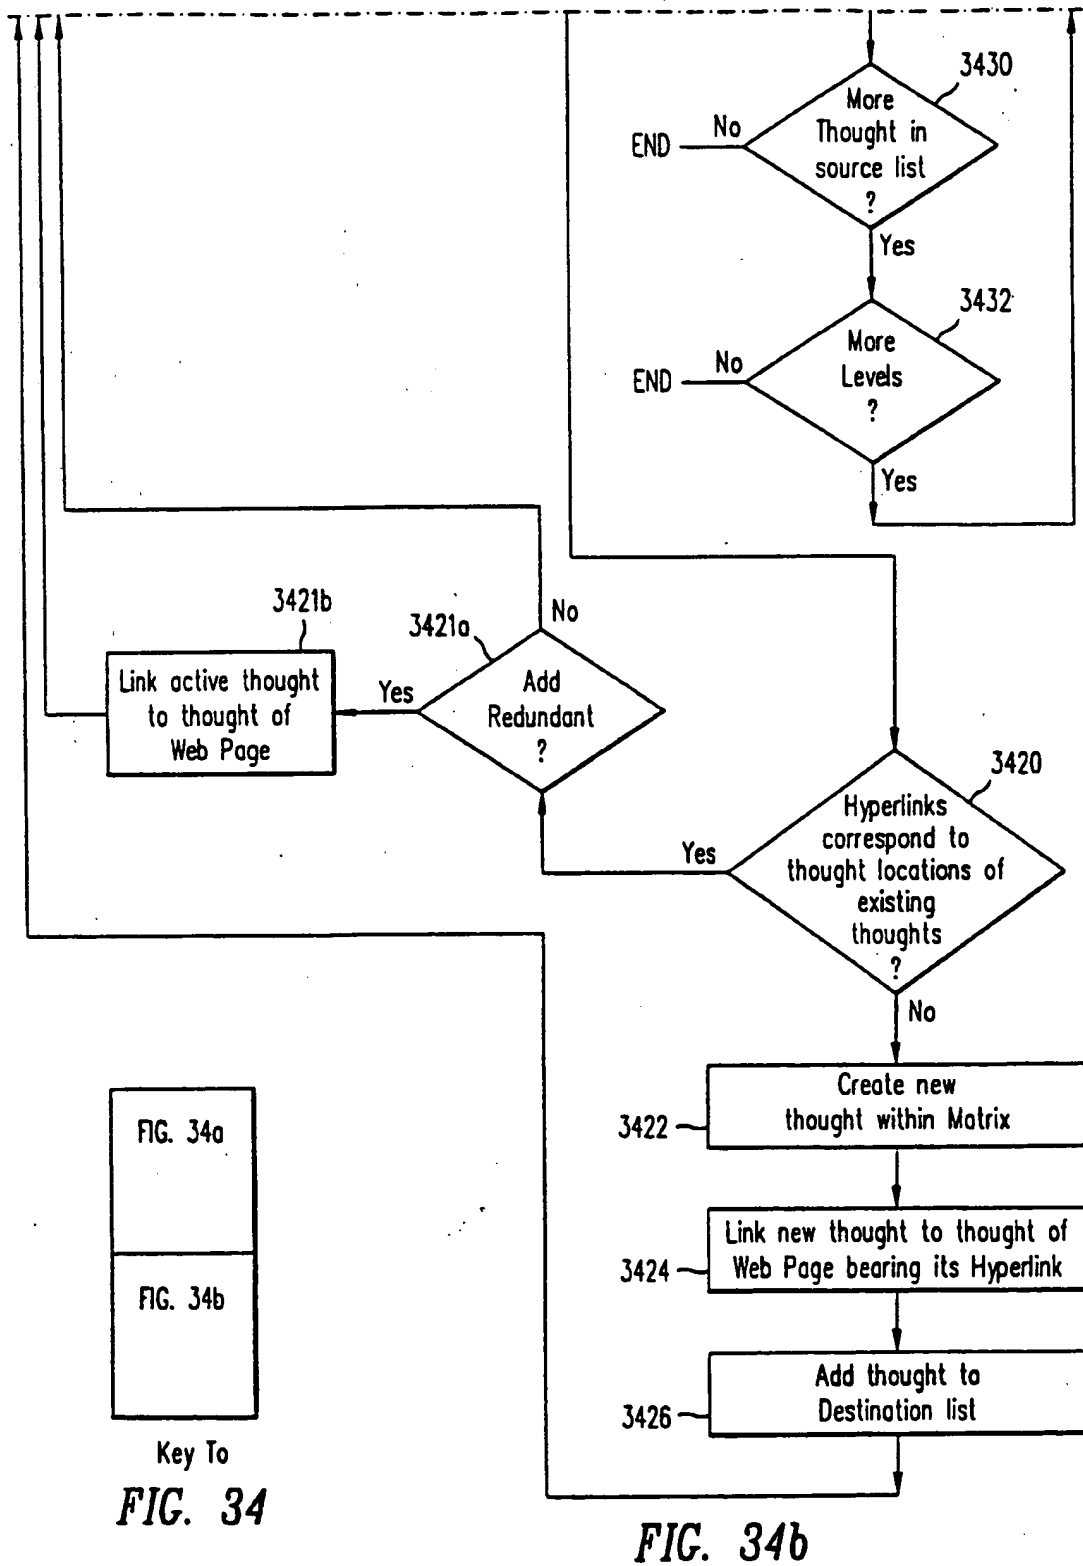 3430
More
Thought in
source list
?
No
END
Yes
3432
More
Levels
?
No
END
Yes
3421b
Link active thought
to thought of
Web Page
Yes
3421a
No
Add
Redundant
?
3420
Hyperlinks
correspond to
thought locations of
existing
thoughts
?
Yes
No
Create new
thought within Matrix
3422
Link new thought to thought of
Web Page bearing its Hyperlink
3424
Add thought to
Destination list
3426
FIG. 34a
FIG. 34b
Key To
FIG. 34
FIG. 34b